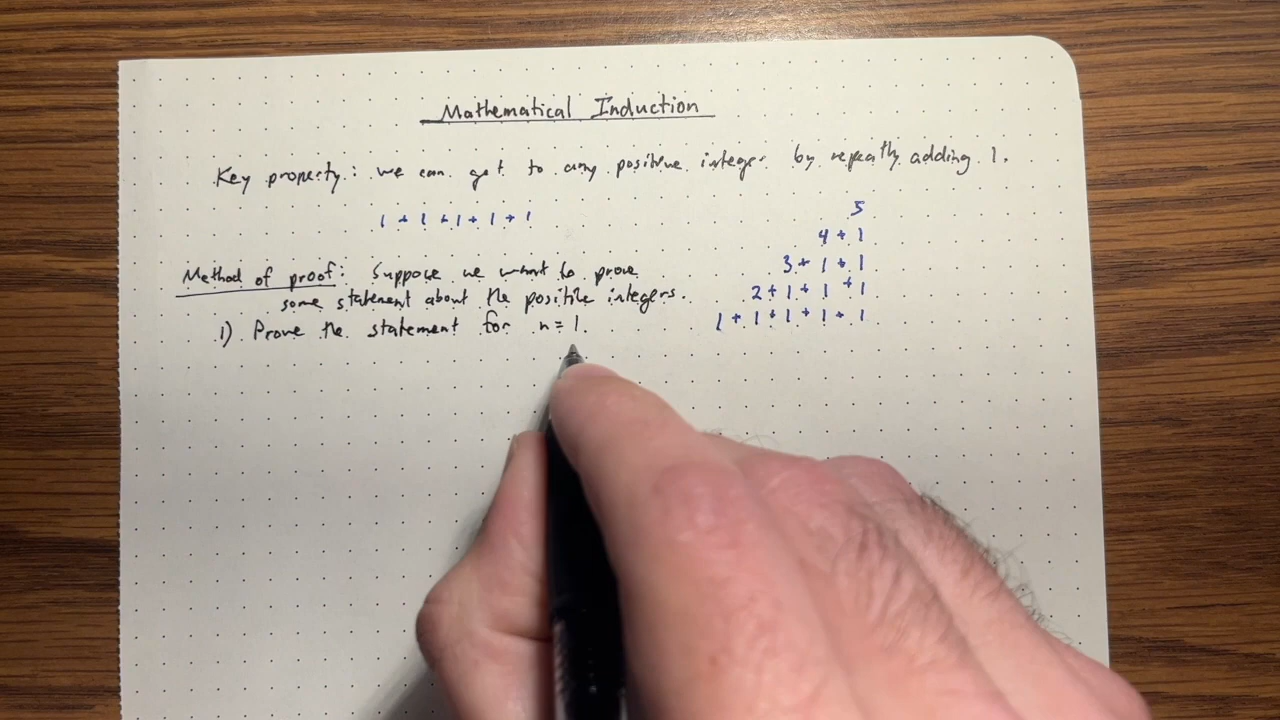 Mathematical Induction
Key property: we can get to any positive integer by repeatly adding 1.
1 + 1 + 1 + 1 + 1
5
4 + 1
3 + 1 + 1
2 + 1 + 1 + 1
1 + 1 + 1 + 1 + 1
Method of proof: Suppose we want to prove
some statement about the positive integers.
1) Prove the statement for n = 1.